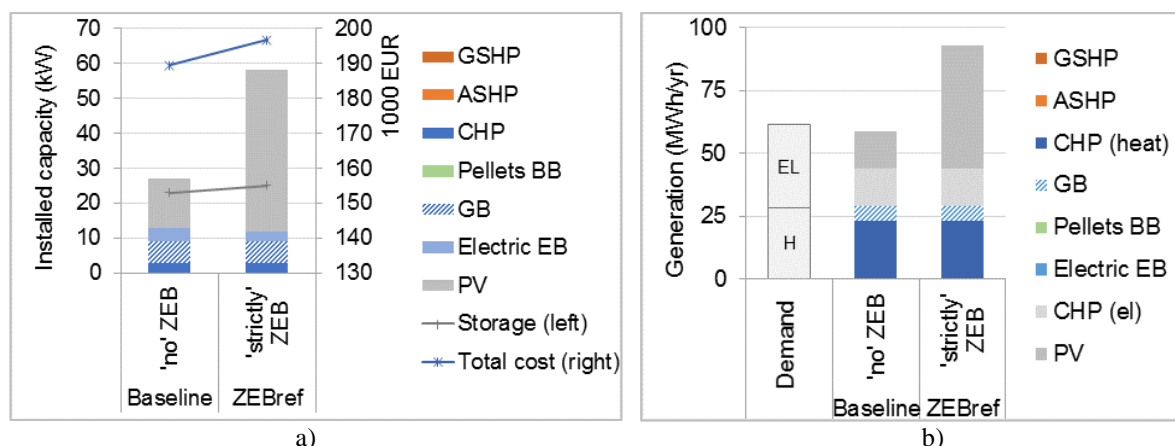 70
60
50
40
30
20
10
0
Installed capacity (kW)
200
190
180
170
160
150
140
130
1000 EUR
'no' ZEB
'strictly' ZEB
Baseline
ZEBref
GSHP
ASHP
CHP
Pellets BB
GB
Electric EB
PV
Storage (left)
Total cost (right)
a)
100
75
50
25
0
Generation (MWh/yr)
EL
H
Demand
'no' ZEB
'strictly' ZEB
Baseline
ZEBref
GSHP
ASHP
CHP (heat)
GB
Pellets BB
Electric EB
CHP (el)
PV
b)